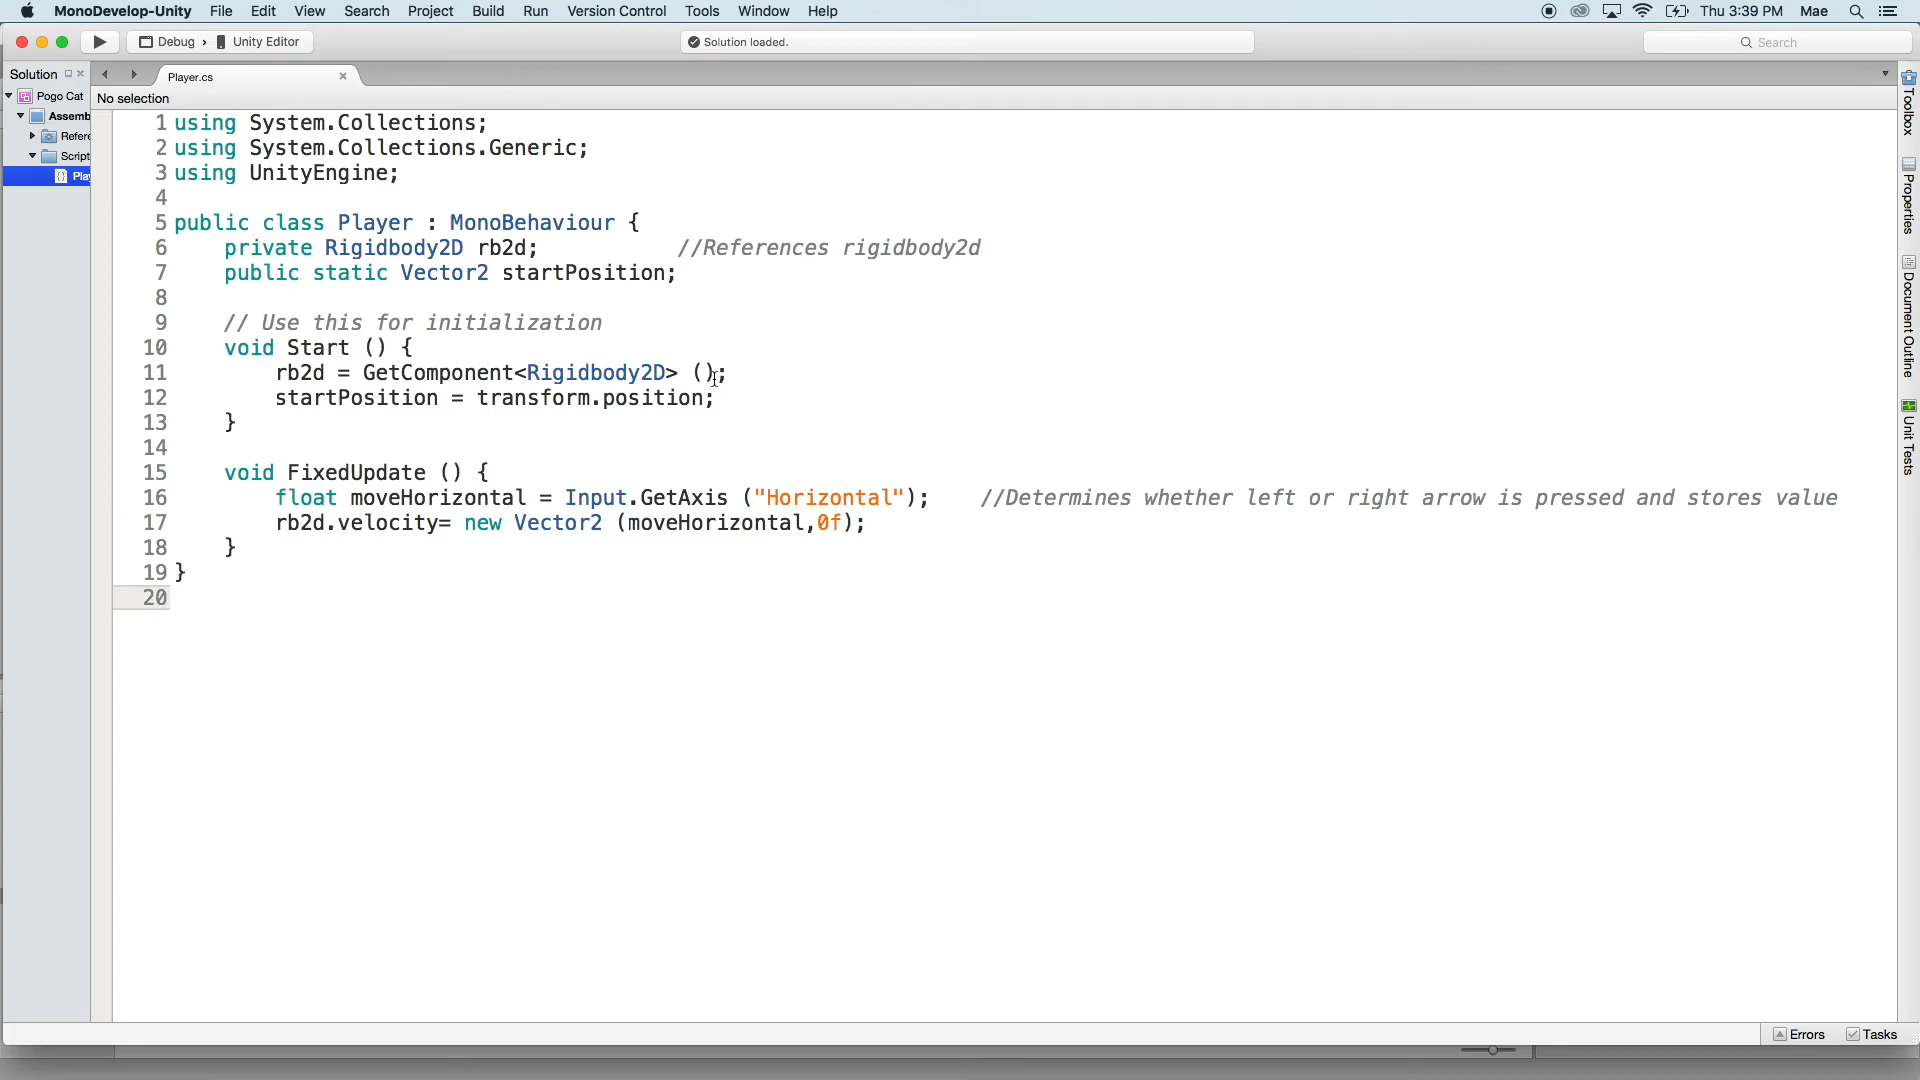 MonoDevelop-Unity File Edit View Search Project Build Run Version Control Tools Window Help Thu 3:39 PM Mae
Debug › Unity Editor Solution loaded. Search
Solution Player.cs
Pogo Cat No selection
Assemb
Refere
Script
Play
1 using System.Collections;
2 using System.Collections.Generic;
3 using UnityEngine;
4
5 public class Player : MonoBehaviour {
6 private Rigidbody2D rb2d; //References rigidbody2d
7 public static Vector2 startPosition;
8
9 // Use this for initialization
10 void Start () {
11 rb2d = GetComponent<Rigidbody2D> ();
12 startPosition = transform.position;
13 }
14
15 void FixedUpdate () {
16 float moveHorizontal = Input.GetAxis ("Horizontal"); //Determines whether left or right arrow is pressed and stores value
17 rb2d.velocity= new Vector2 (moveHorizontal,0f);
18 }
19 }
20
Toolbox
Properties
Document Outline
Unit Tests
Errors Tasks